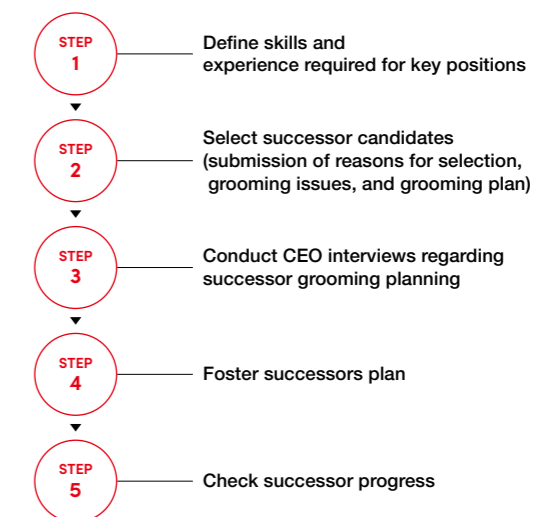 STEP
1
Define skills and
experience required for key positions
STEP
2
Select successor candidates
(submission of reasons for selection,
grooming issues, and grooming plan)
STEP
3
Conduct CEO interviews regarding
successor grooming planning
STEP
4
Foster successors plan
STEP
5
Check successor progress